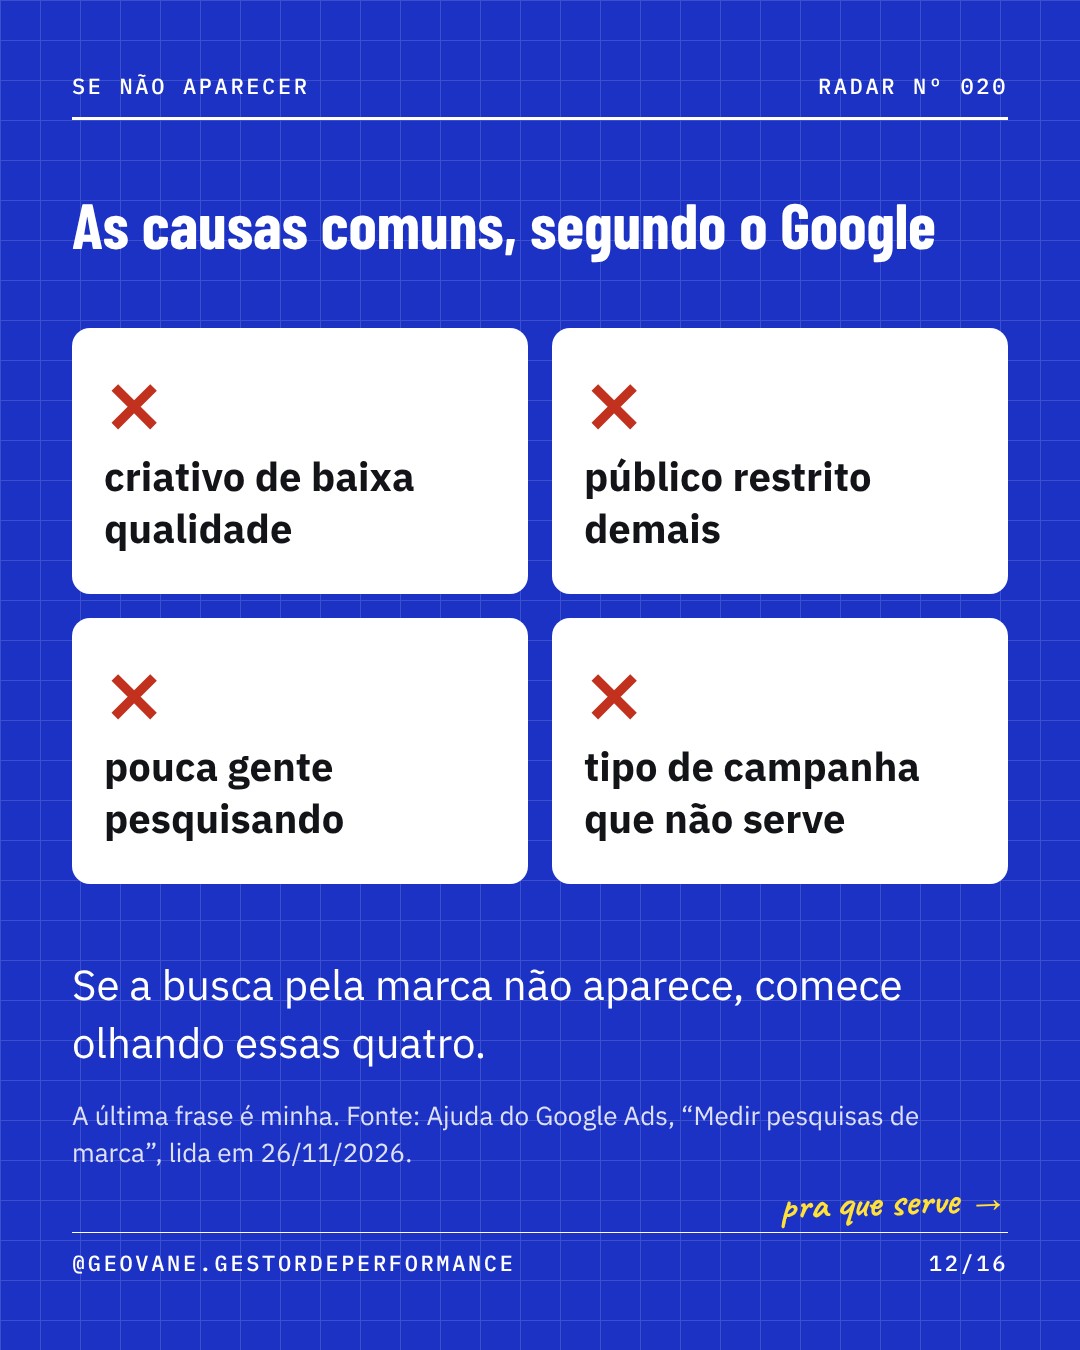 SE NÃO APARECER
RADAR Nº 020
As causas comuns, segundo o Google
criativo de baixa
qualidade
público restrito
demais
pouca gente
pesquisando
tipo de campanha
que não serve
Se a busca pela marca não aparece, comece
olhando essas quatro.
A última frase é minha. Fonte: Ajuda do Google Ads, “Medir pesquisas de
marca”, lida em 26/11/2026.
pra que serve →
@GEOVANE.GESTORDEPERFORMANCE
12/16